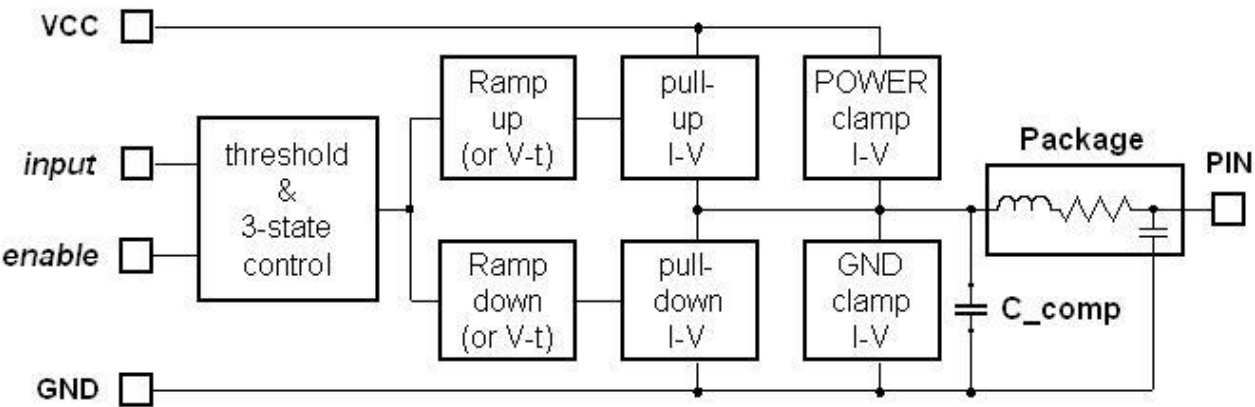 VCC
Ramp
up
(or V-t)
pull-
up
I-V
POWER
clamp
I-V
Package
PIN
input
enable
threshold
&
3-state
control
Ramp
down
(or V-t)
pull-
down
I-V
GND
clamp
I-V
C_comp
GND